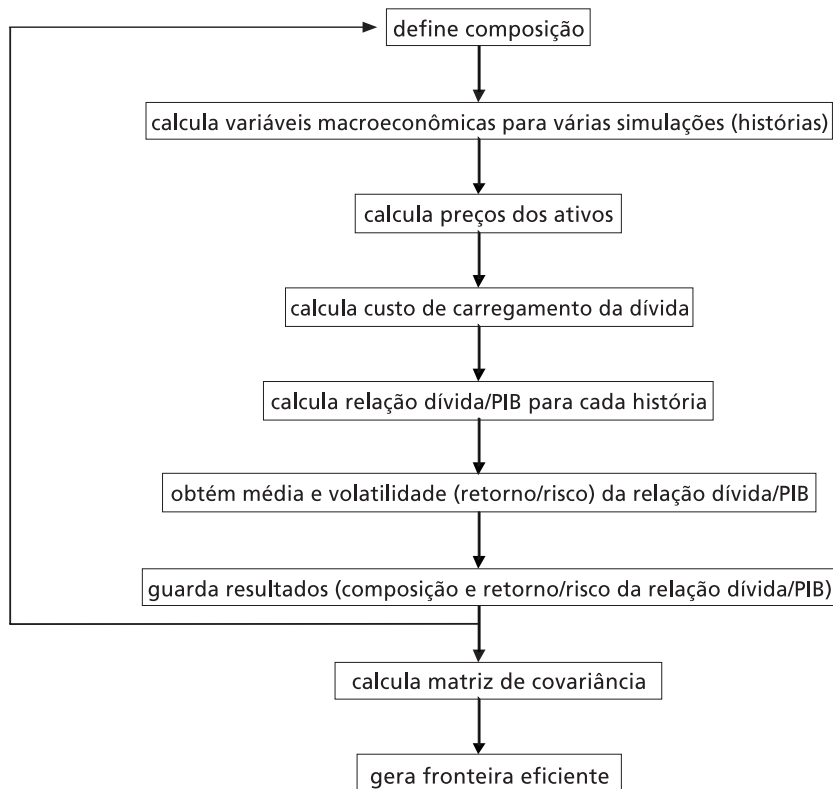 define composição
calcula variáveis macroeconômicas para várias simulações (histórias)
calcula preços dos ativos
calcula custo de carregamento da dívida
calcula relação dívida/PIB para cada história
obtém média e volatilidade (retorno/risco) da relação dívida/PIB
guarda resultados (composição e retorno/risco da relação dívida/PIB)
calcula matriz de covariância
gera fronteira eficiente